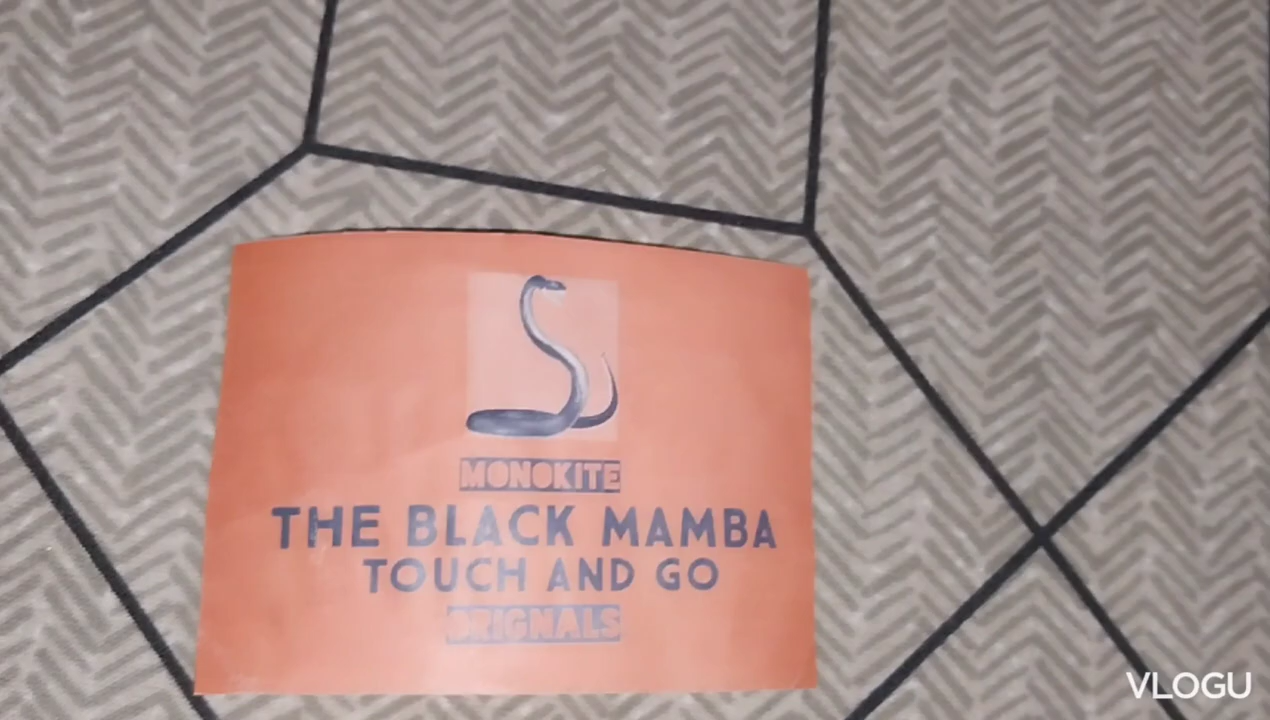 MONOKITE
THE BLACK MAMBA
TOUCH AND GO
ORIGNALS
VLOGU